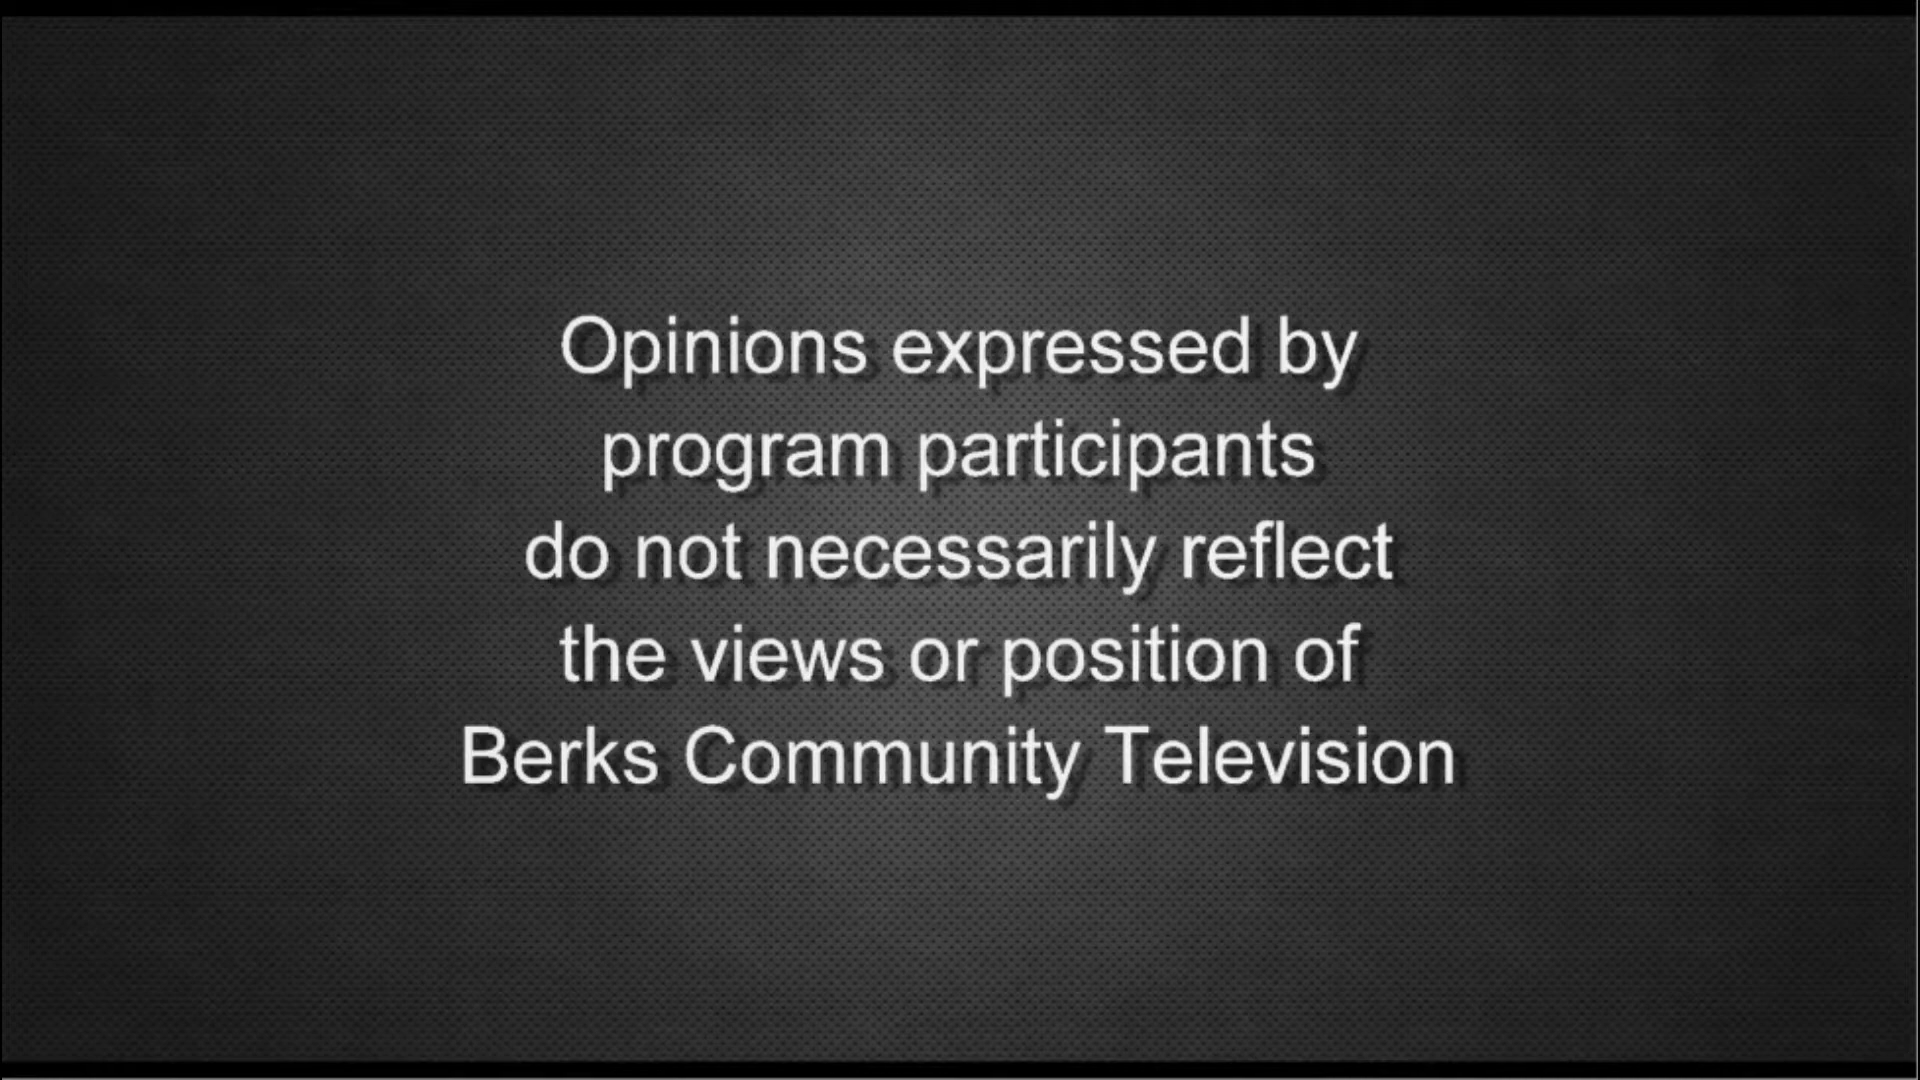 Opinions expressed by
program participants
do not necessarily reflect
the views or position of
Berks Community Television